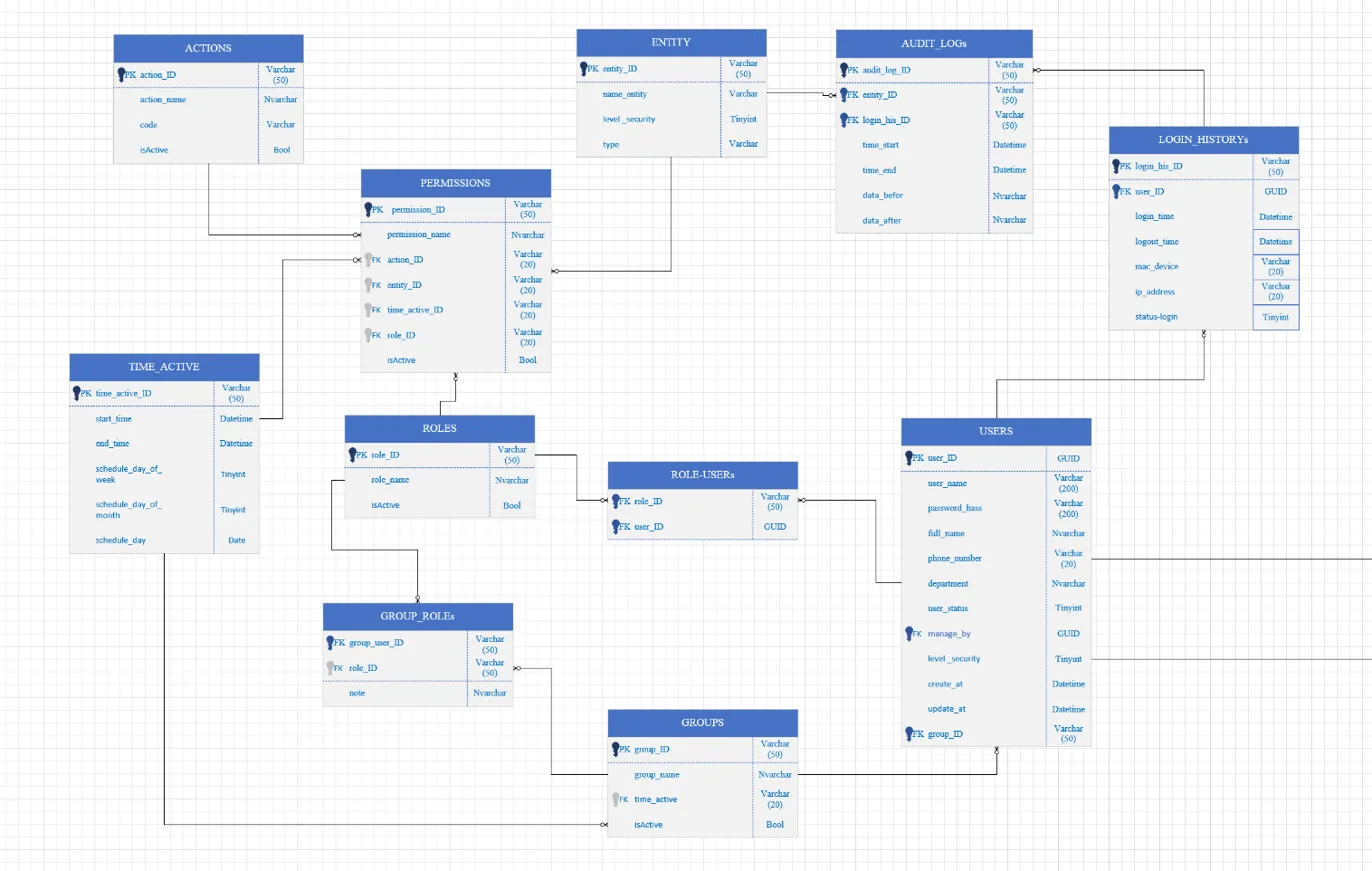 ACTIONS
PK action_ID Varchar
(50)
action_name Nvarchar
code Varchar
isActive Bool
ENTITY
PK entity_ID Varchar
(50)
name_entity Varchar
level_security Tinyint
type Varchar
AUDIT_LOGs
PK audit_log_ID Varchar
(50)
FK entity_ID Varchar
(50)
FK login_his_ID Varchar
(50)
time_start Datetime
time_end Datetime
data_befor Nvarchar
data_after Nvarchar
LOGIN_HISTORYs
PK login_his_ID Varchar
(50)
FK user_ID GUID
login_time Datetime
logout_time Datetime
mac_device Varchar
(20)
ip_address Varchar
(20)
status-login Tinyint
PERMISSIONS
PK permission_ID Varchar
(50)
permission_name Nvarchar
FK action_ID Varchar
(20)
FK entity_ID Varchar
(20)
FK time_active_ID Varchar
(20)
FK role_ID Varchar
(20)
isActive Bool
TIME_ACTIVE
PK time_active_ID Varchar
(50)
start_time Datetime
end_time Datetime
schedule_day_of_
week Tinyint
schedule_day_of_
month Tinyint
schedule_day Date
ROLES
PK role_ID Varchar
(50)
role_name Nvarchar
isActive Bool
ROLE-USERs
FK role_ID Varchar
(50)
FK user_ID GUID
USERS
PK user_ID GUID
user_name Varchar
(200)
password_hass Varchar
(200)
full_name Nvarchar
phone_number Varchar
(20)
department Nvarchar
user_status Tinyint
FK manage_by GUID
level_security Tinyint
create_at Datetime
update_at Datetime
FK group_ID Varchar
(50)
GROUP_ROLEs
FK group_user_ID Varchar
(50)
FK role_ID Varchar
(50)
note Nvarchar
GROUPS
PK group_ID Varchar
(50)
group_name Nvarchar
FK time_active Varchar
(20)
isActive Bool